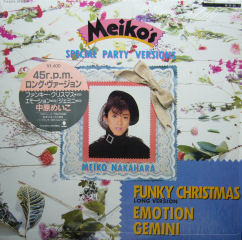 Meiko's
SPECIAL PARTY VERSIONS
¥1,400
45r.p.m.
ロング・ヴァージョン
ファンキー・クリスマス
エモーション ジェミニ
中原めいこ
MEIKO NAKAHARA
FUNKY CHRISTMAS
LONG VERSION
EMOTION
GEMINI